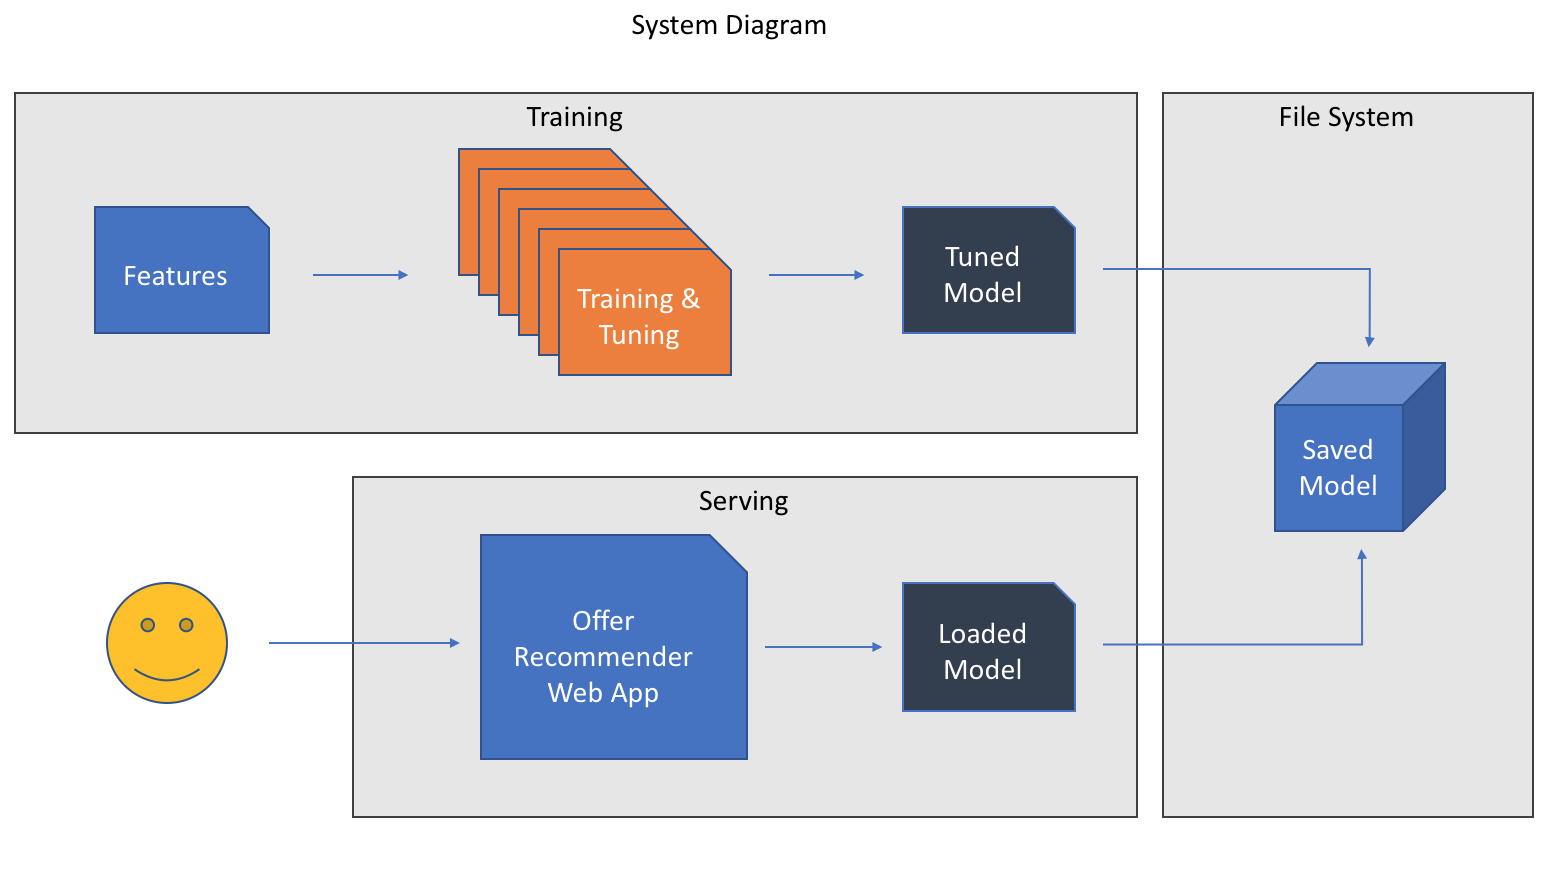 System Diagram
Training
File System
Features
Training &
Tuning
Tuned
Model
Saved
Model
Serving
Offer
Recommender
Web App
Loaded
Model